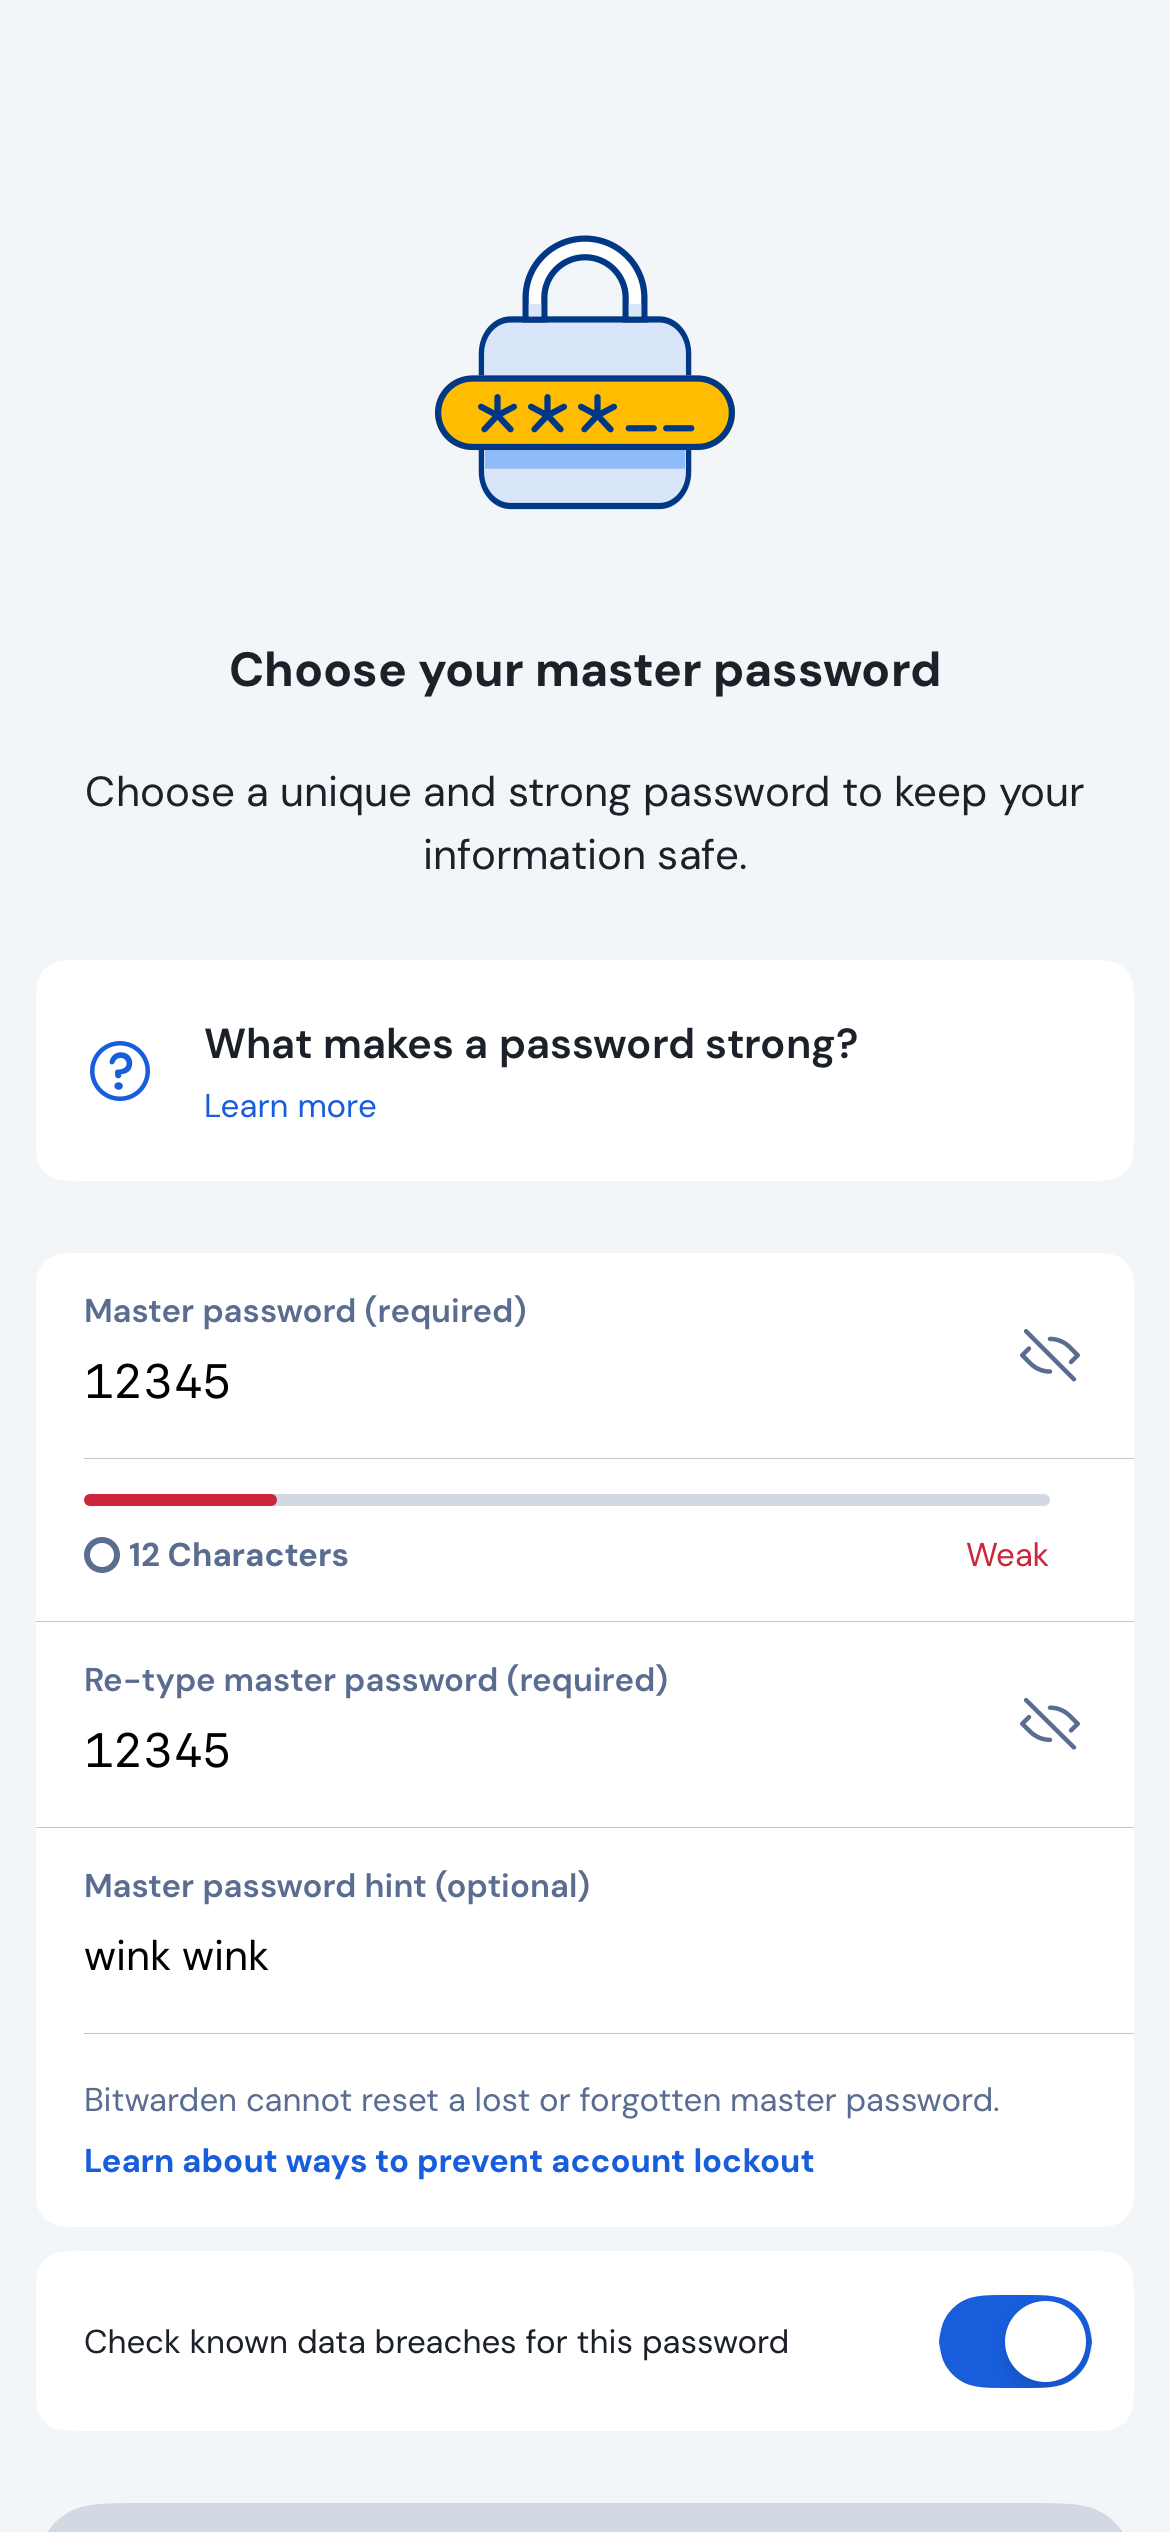 ***__
Choose your master password
Choose a unique and strong password to keep your
information safe.
What makes a password strong?
Learn more
Master password (required)
12345
12 Characters
Weak
Re-type master password (required)
12345
Master password hint (optional)
wink wink
Bitwarden cannot reset a lost or forgotten master password.
Learn about ways to prevent account lockout
Check known data breaches for this password